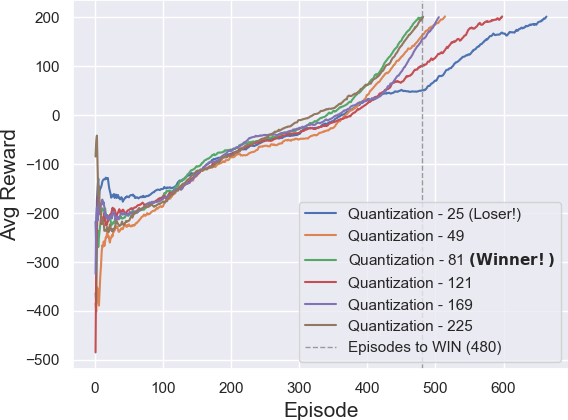 200
100
0
−100
−200
−300
−400
−500
Avg Reward
Quantization - 25 (Loser!)
Quantization - 49
Quantization - 81 (Winner! )
Quantization - 121
Quantization - 169
Quantization - 225
Episodes to WIN (480)
0 100 200 300 400 500 600
Episode